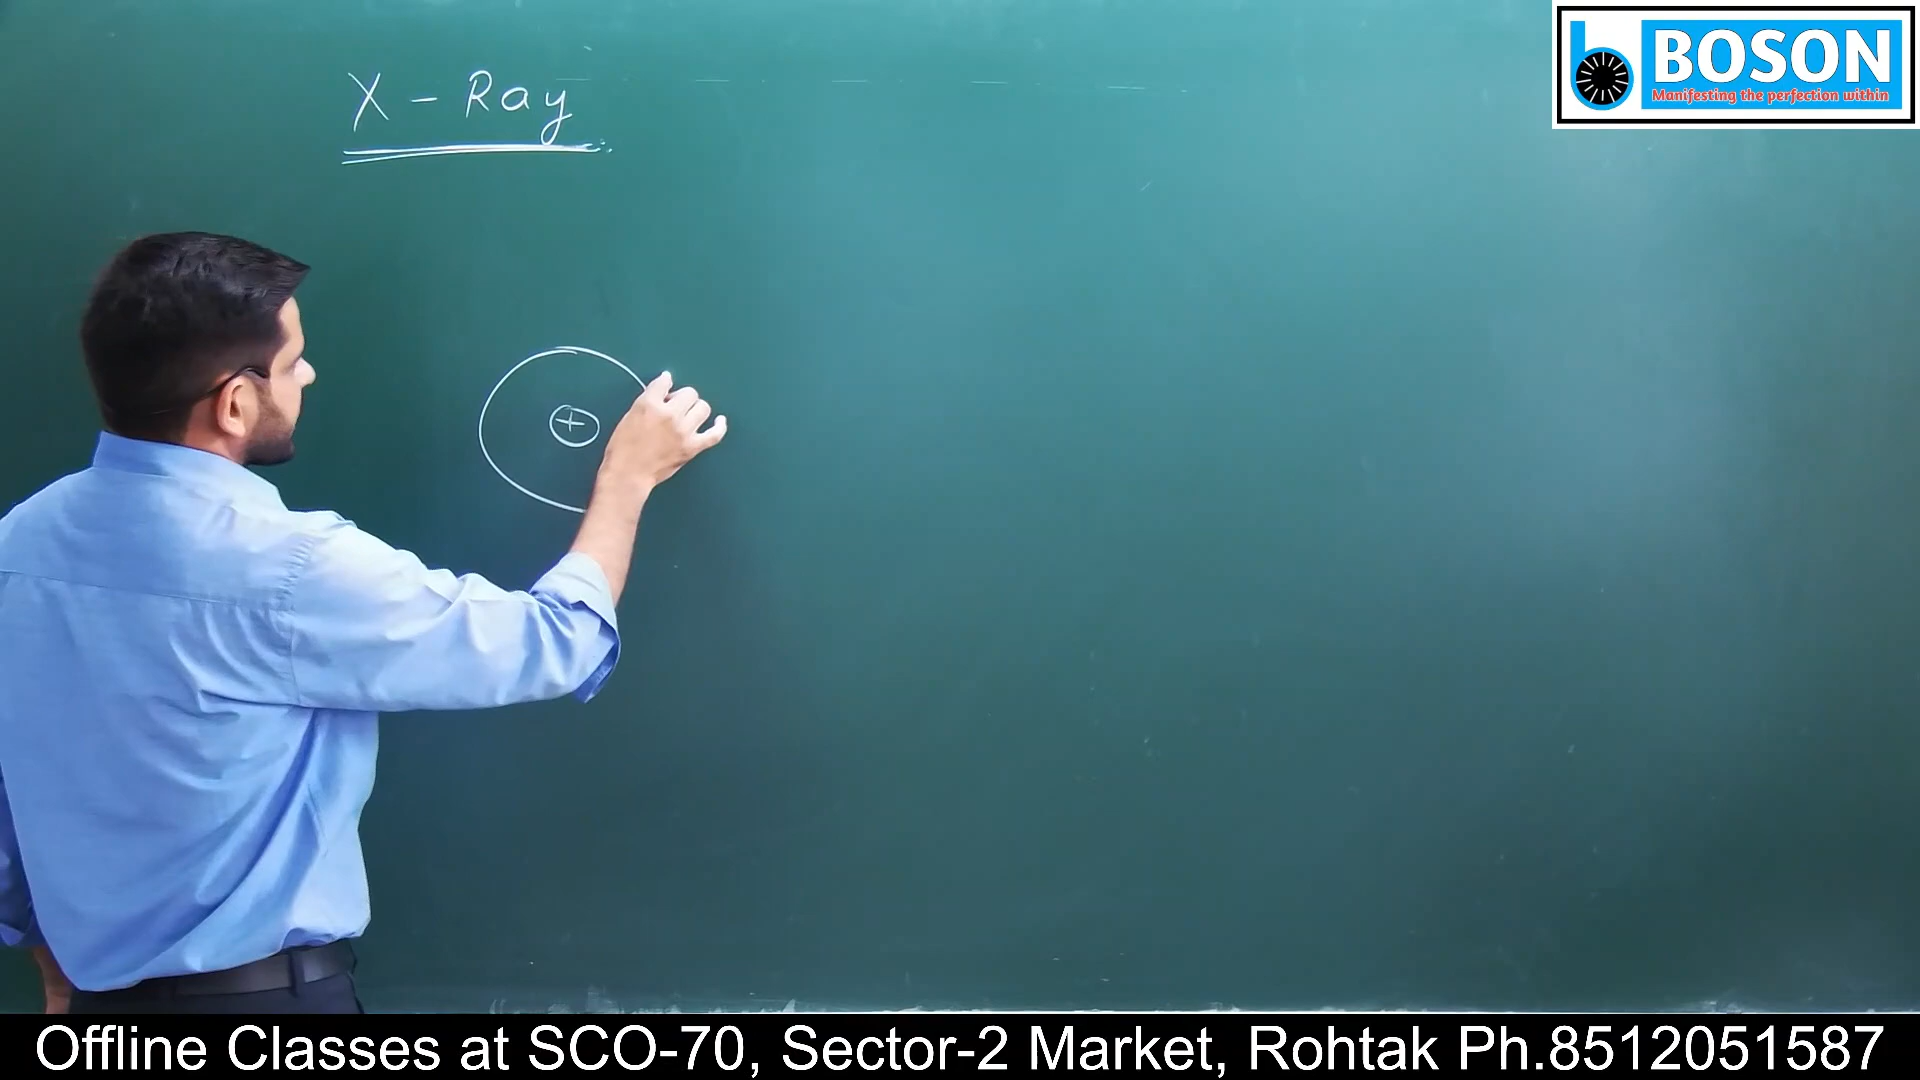 X - Ray
+
b BOSON
Manifesting the perfection within
Offline Classes at SCO-70, Sector-2 Market, Rohtak Ph.8512051587